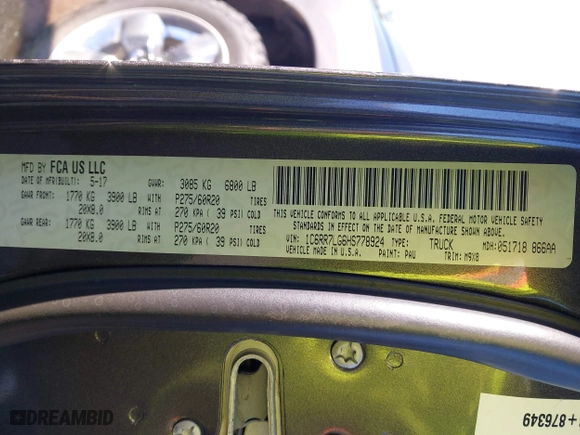 MFD BY FCA US LLC
DATE OF MFR(BUILT): 5-17 GVWR: 3085 KG 6800 LB
GAWR FRONT: 1770 KG 3900 LB WITH P275/60R20 TIRES
20X8.0 RIMS AT 270 KPA ( 39 PSI) COLD
GAWR REAR: 1770 KG 3900 LB WITH P275/60R20 TIRES
20X8.0 RIMS AT 270 KPA ( 39 PSI) COLD
THIS VEHICLE CONFORMS TO ALL APPLICABLE U.S.A. FEDERAL MOTOR VEHICLE SAFETY
STANDARDS IN EFFECT ON THE DATE OF MANUFACTURE SHOWN ABOVE.
VIN: 1C6RR7LG6HS778924 TYPE: TRUCK MDH: 051718 866AA
VEHICLE MADE IN U.S.A. PAINT: PAU TRIM: M9X8
+ 876349
DREAMBID